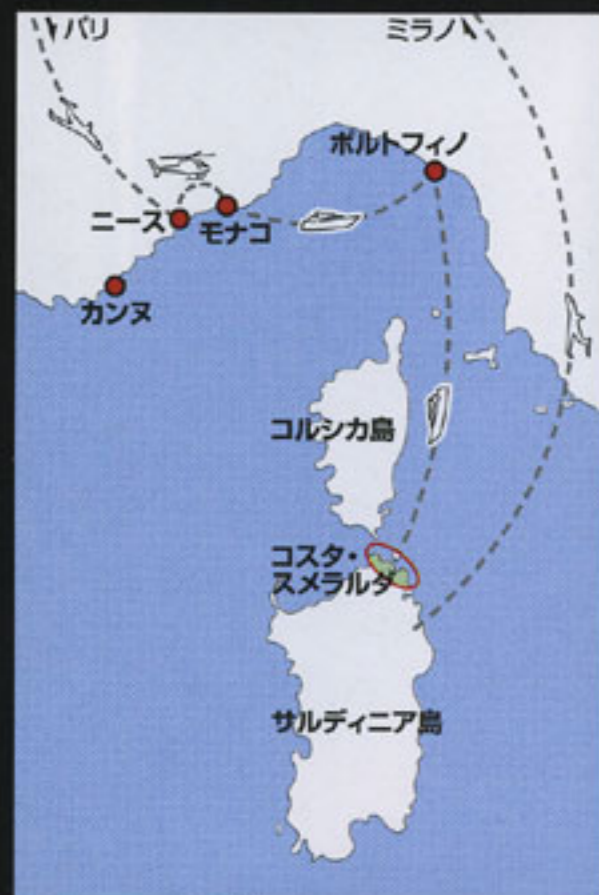 パリ
ミラノ
ポルトフィノ
ニース
モナコ
カンヌ
コルシカ島
コスタ・
スメラルダ
サルディニア島